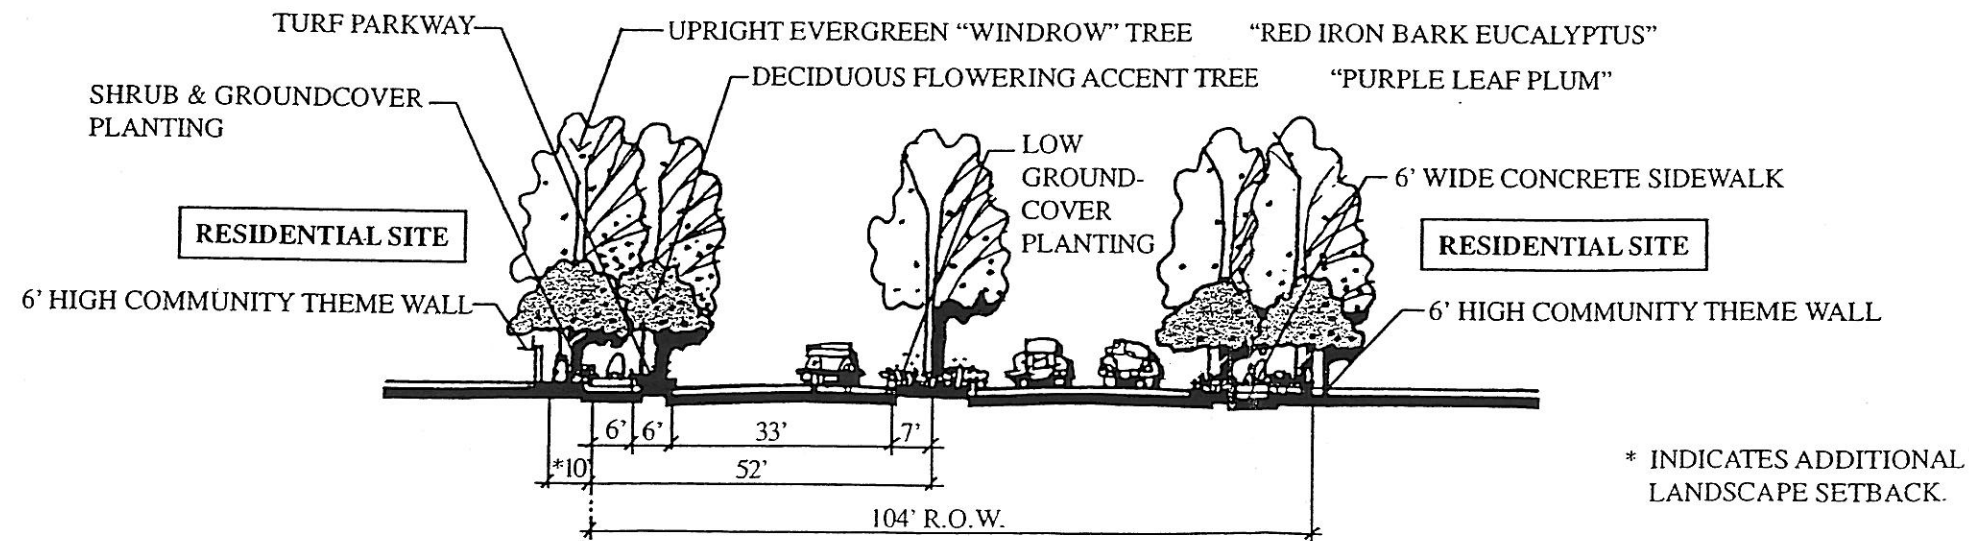 TURF PARKWAY
UPRIGHT EVERGREEN “WINDROW” TREE “RED IRON BARK EUCALYPTUS”
DECIDUOUS FLOWERING ACCENT TREE “PURPLE LEAF PLUM”
SHRUB & GROUNDCOVER
PLANTING
LOW
GROUND-
COVER
PLANTING
6’ WIDE CONCRETE SIDEWALK
RESIDENTIAL SITE
RESIDENTIAL SITE
6’ HIGH COMMUNITY THEME WALL
6’ HIGH COMMUNITY THEME WALL
6’ 6’ 33’ 7’
*10’ 52’
104’ R.O.W.
* INDICATES ADDITIONAL
LANDSCAPE SETBACK.